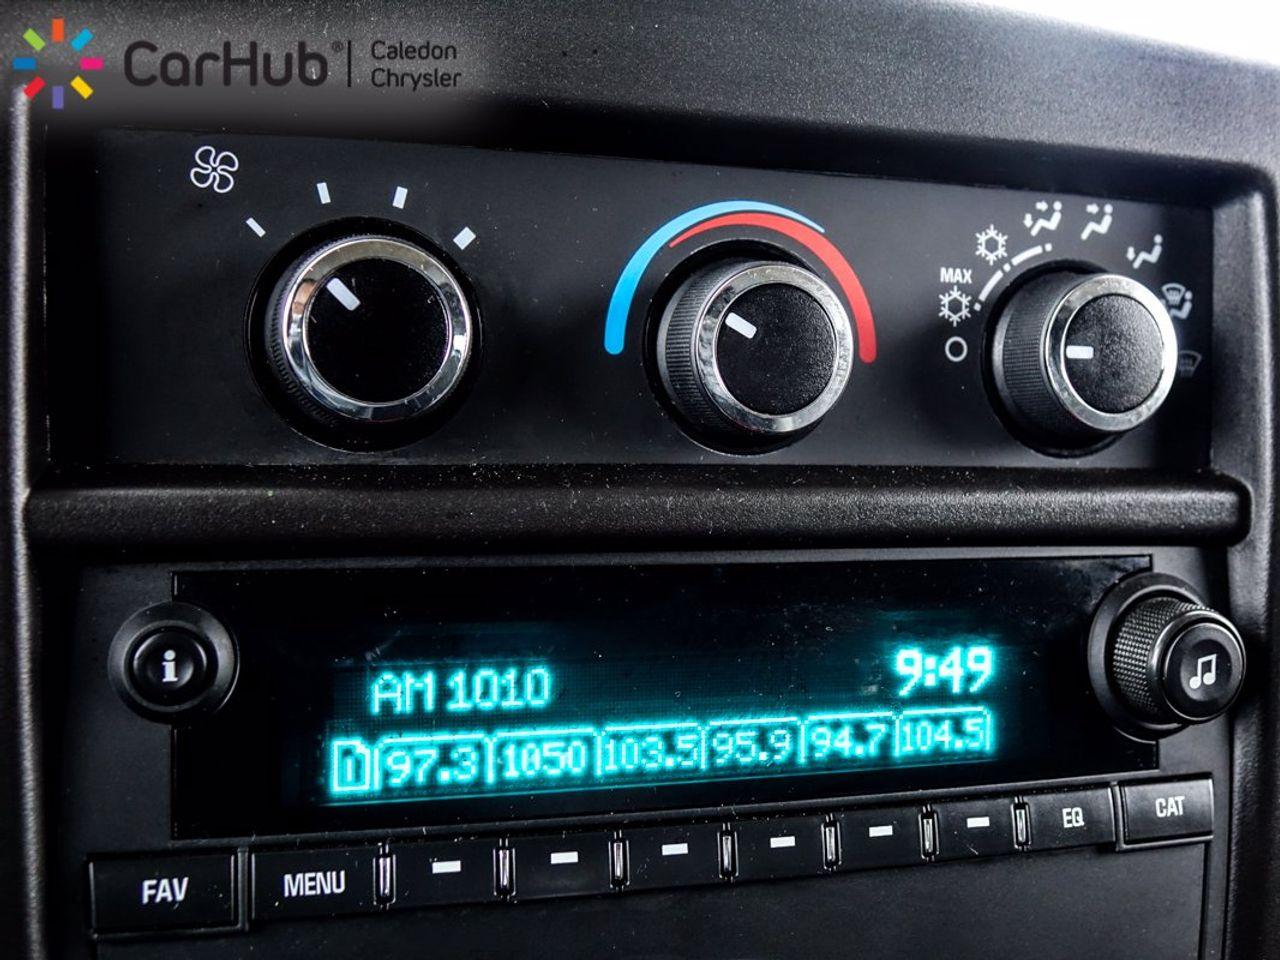 CarHub® | Caledon
Chrysler
MAX
i
AM 1010 9:49
1 97.3 1050 103.5 95.9 94.7 104.5
FAV MENU EQ CAT